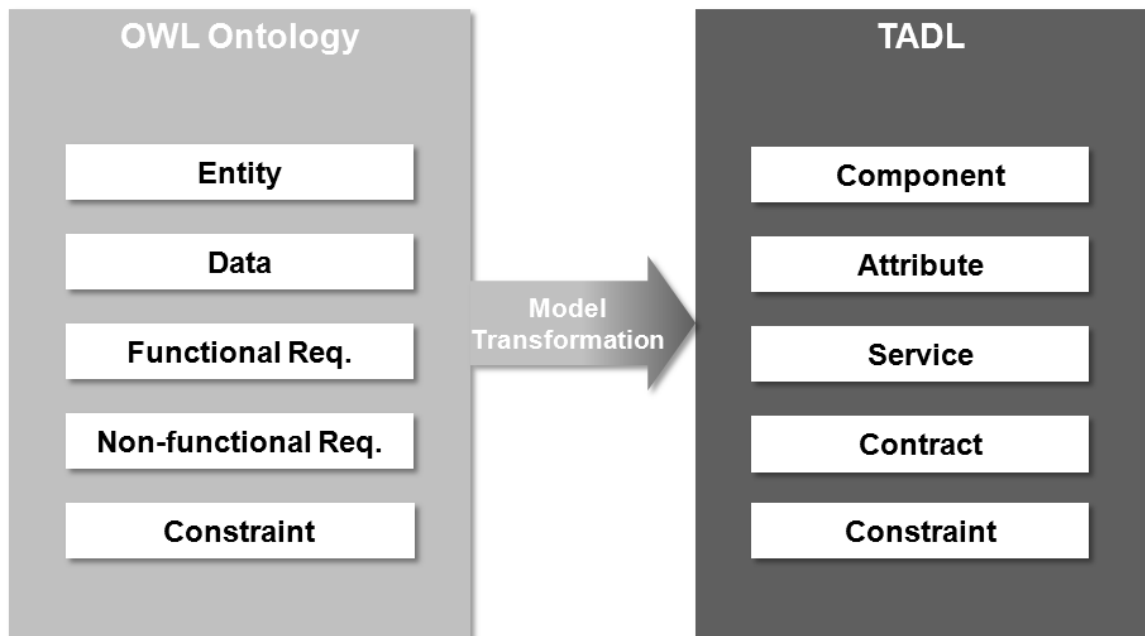 OWL Ontology
Entity
Data
Functional Req.
Non-functional Req.
Constraint
Model
Transformation
TADL
Component
Attribute
Service
Contract
Constraint